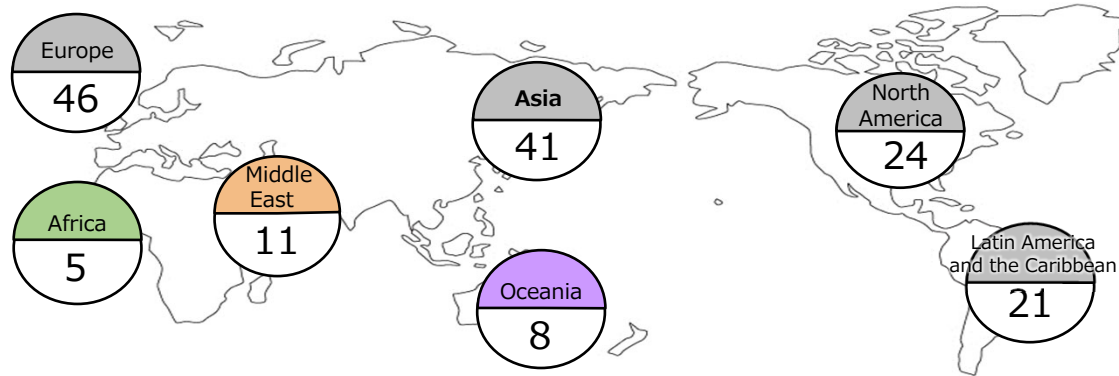 Europe
46
Asia
41
North
America
24
Middle
East
11
Africa
5
Oceania
8
Latin America
and the Caribbean
21